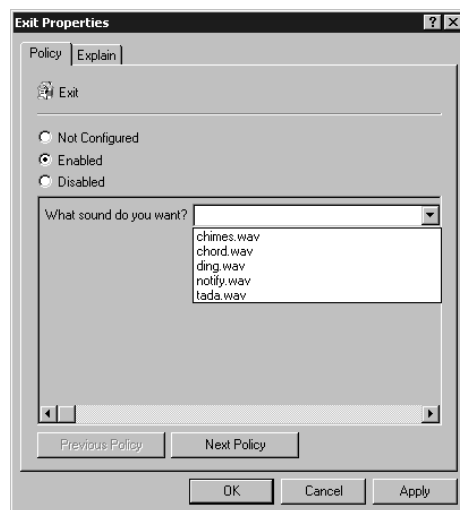 Exit Properties
Policy
Explain
Exit
Not Configured
Enabled
Disabled
What sound do you want?
chimes.wav
chord.wav
ding.wav
notify.wav
tada.wav
Previous Policy
Next Policy
OK
Cancel
Apply